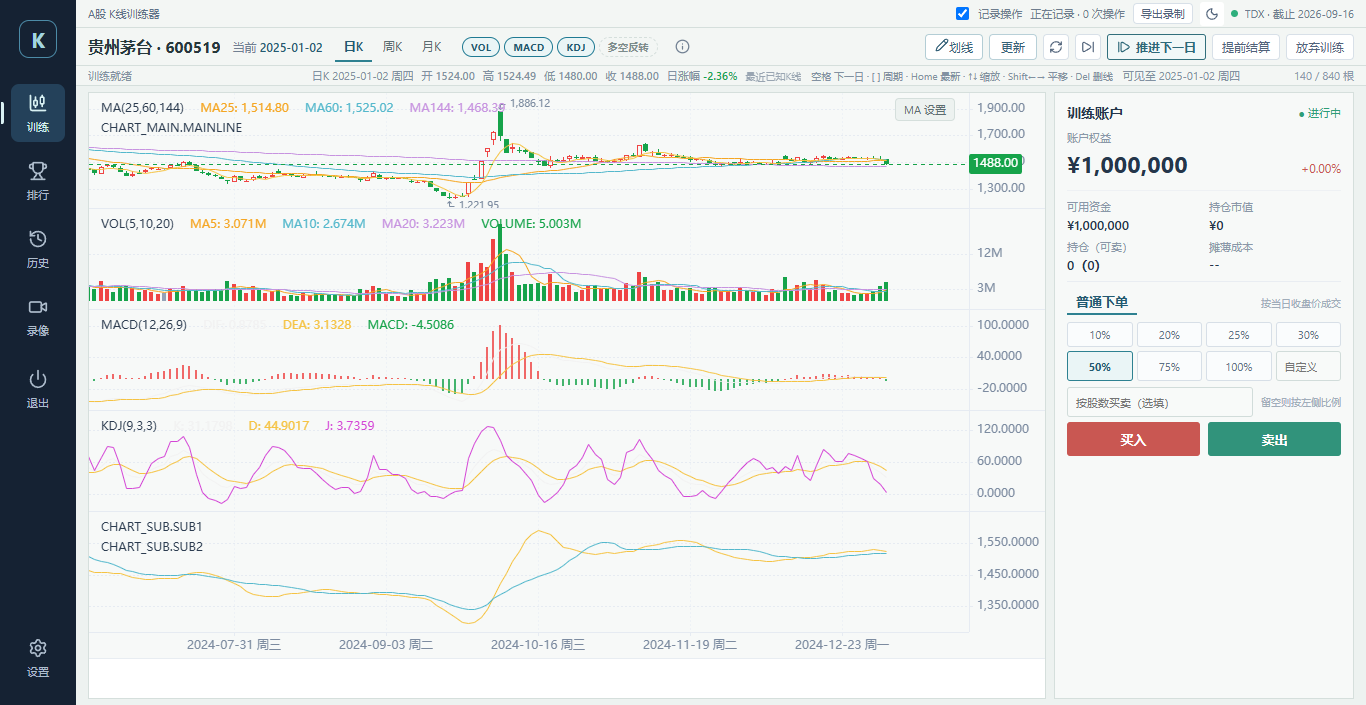 A股 K线训练器
记录操作 正在记录 · 0 次操作 导出录制 TDX · 截止 2026-09-16
K
贵州茅台 · 600519 当前 2025-01-02 日K 周K 月K VOL MACD KDJ 多空反转 划线 更新 推进下一日 提前结算 放弃训练
训练就绪 日K 2025-01-02 周四 开 1524.00 高 1524.49 低 1480.00 收 1488.00 日涨幅 -2.36% 最近已知K线 空格 下一日 · [ ] 周期 · Home 最新 · ↑↓ 缩放 · Shift←→ 平移 · Del 删线 可见至 2025-01-02 周四 140 / 840 根
训练
排行
历史
录像
退出
设置
MA(25,60,144) MA25: 1,514.80 MA60: 1,525.02 MA144: 1,468.3 1,886.12 MA 设置
CHART_MAIN.MAINLINE
1,900.00
1,700.00
1488.00
1,300.00
1,221.95
VOL(5,10,20) MA5: 3.071M MA10: 2.674M MA20: 3.223M VOLUME: 5.003M
12M
3M
MACD(12,26,9) DEA: 3.1328 MACD: -4.5086
100.0000
40.0000
-20.0000
KDJ(9,3,3) D: 44.9017 J: 3.7359
120.0000
60.0000
0.0000
CHART_SUB.SUB1
CHART_SUB.SUB2
1,550.0000
1,450.0000
1,350.0000
2024-07-31 周三 2024-09-03 周二 2024-10-16 周三 2024-11-19 周二 2024-12-23 周一
训练账户 进行中
账户权益
¥1,000,000 +0.00%
可用资金 持仓市值
¥1,000,000 ¥0
持仓（可卖） 摊薄成本
0（0） --
普通下单 按当日收盘价成交
10% 20% 25% 30%
50% 75% 100% 自定义
按股数买卖（选填） 留空则按左侧比例
买入 卖出